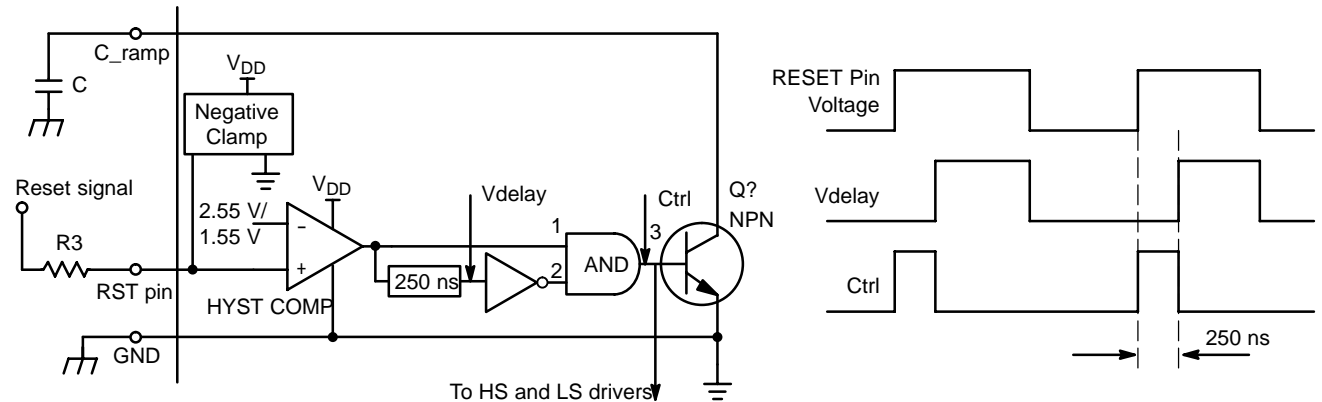 C_ramp
C
VDD
Negative
Clamp
Reset signal
R3
RST pin
2.55 V/
1.55 V
VDD
–
+
HYST COMP
250 ns
Vdelay
1
2
AND
Ctrl
3
Q?
NPN
GND
To HS and LS drivers
RESET Pin
Voltage
Vdelay
Ctrl
250 ns